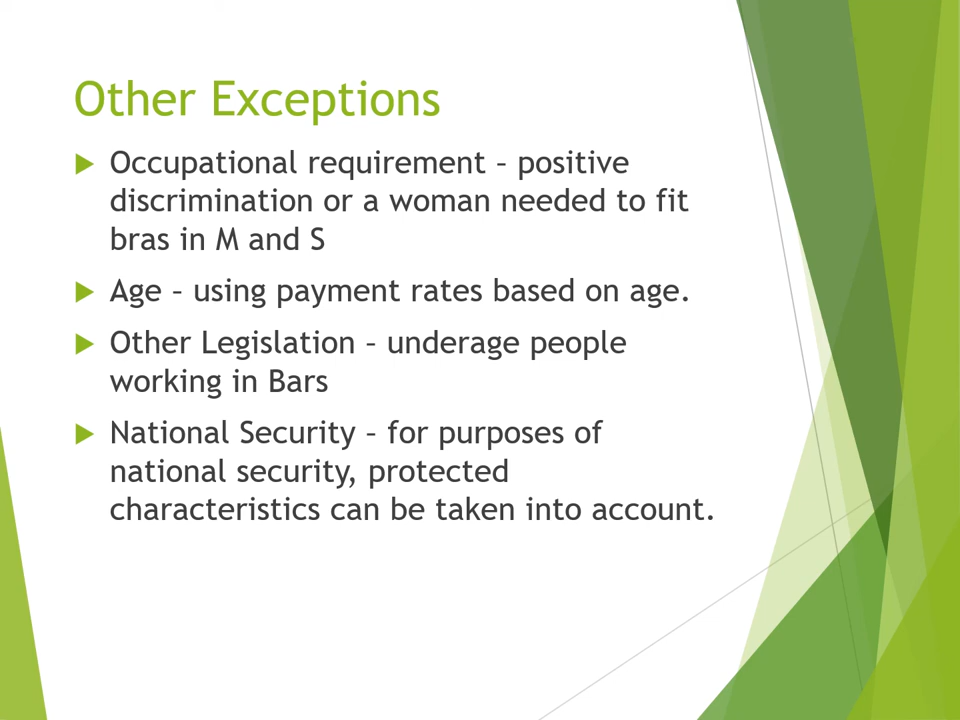 Other Exceptions
Occupational requirement – positive
discrimination or a woman needed to fit
bras in M and S
Age – using payment rates based on age.
Other Legislation – underage people
working in Bars
National Security – for purposes of
national security, protected
characteristics can be taken into account.